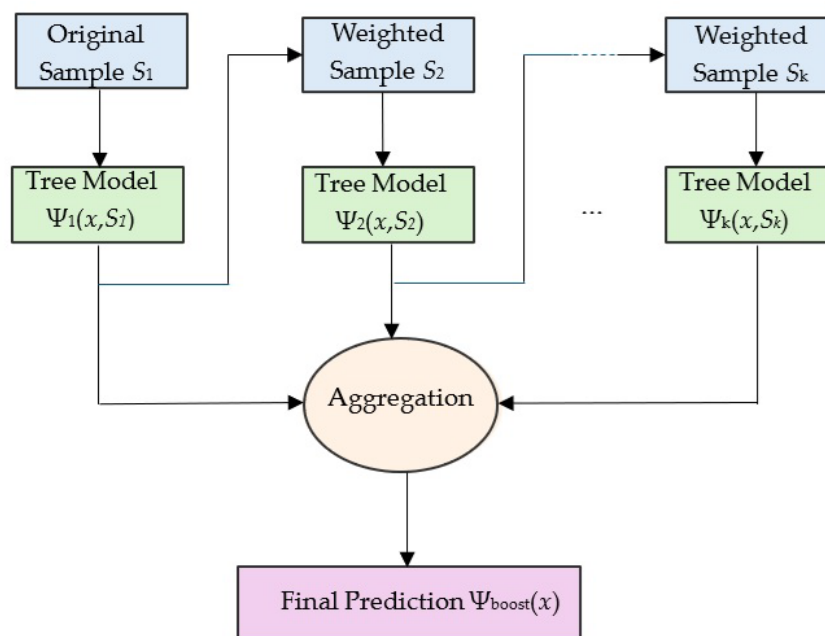 Original
Sample S₁
Weighted
Sample S₂
Weighted
Sample Sₖ
Tree Model
Ψ₁(x,S₁)
Tree Model
Ψ₂(x,S₂)
...
Tree Model
Ψₖ(x,Sₖ)
Aggregation
Final Prediction Ψboost(x)